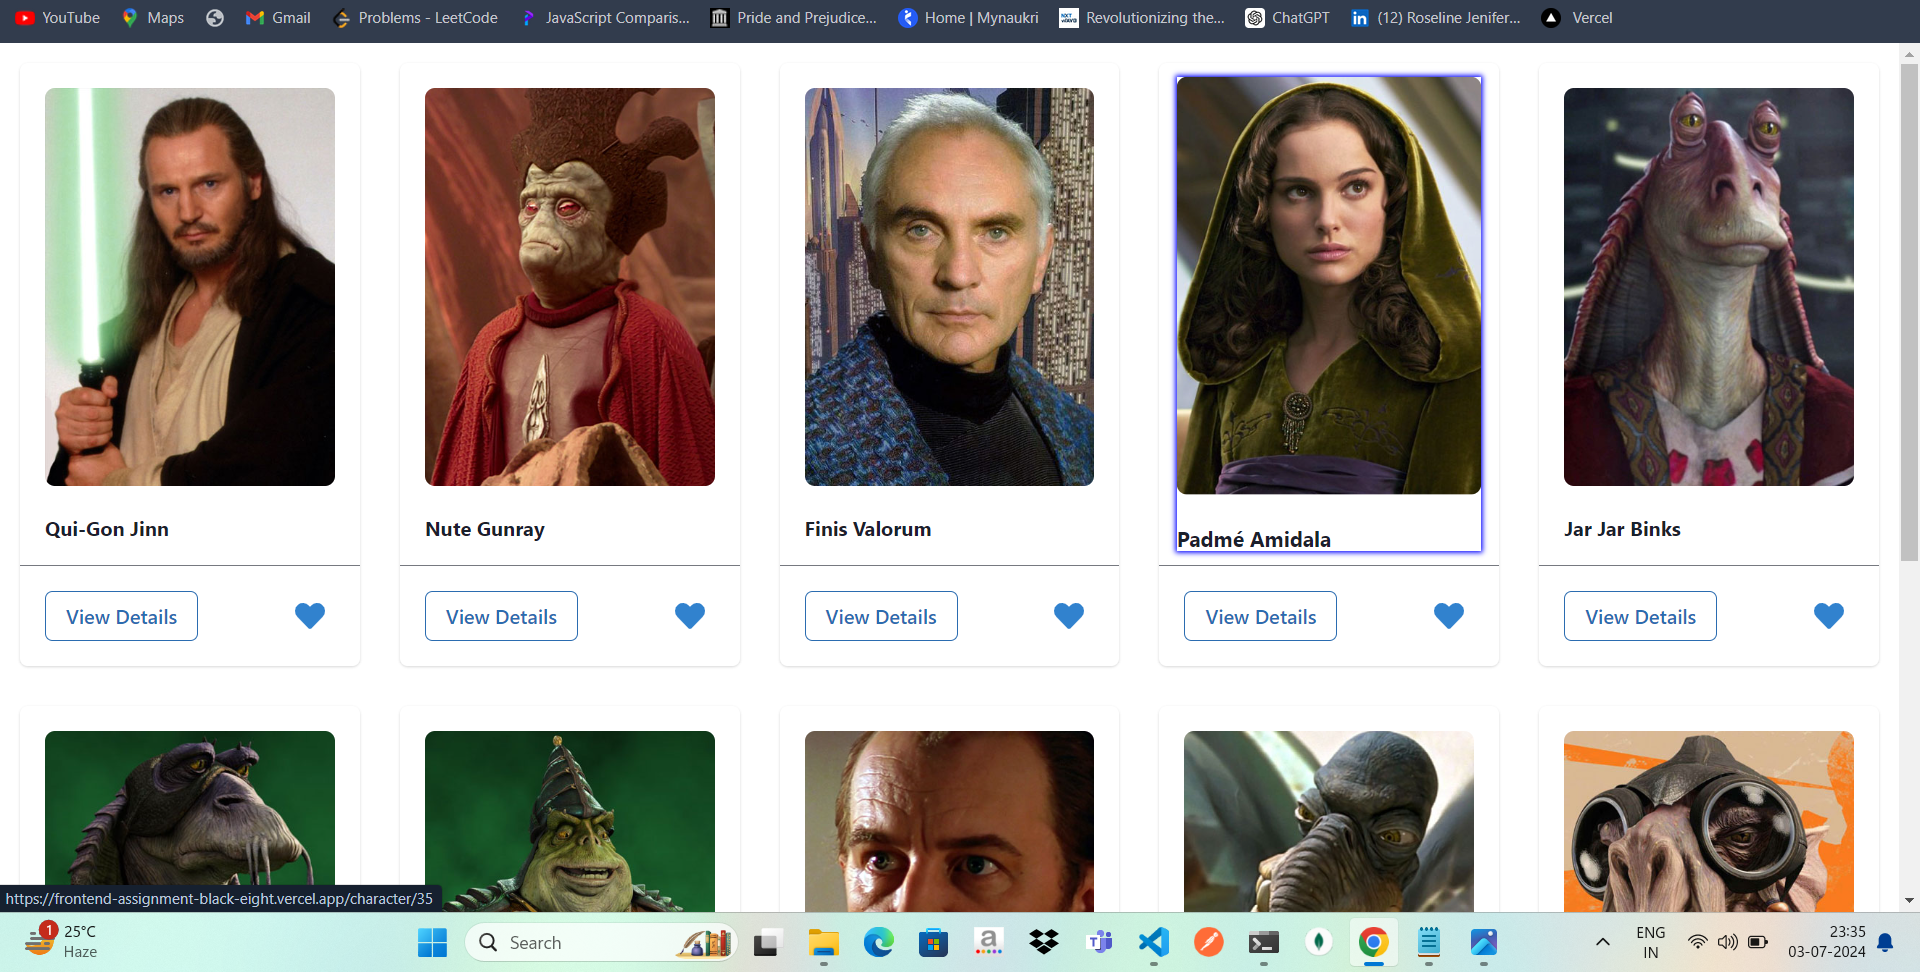 YouTube Maps Gmail Problems - LeetCode JavaScript Comparis... Pride and Prejudice... Home | Mynaukri NXT WAVE Revolutionizing the... ChatGPT in (12) Roseline Jenifer... Vercel
Qui-Gon Jinn Nute Gunray Finis Valorum Padmé Amidala Jar Jar Binks
View Details View Details View Details View Details View Details
https://frontend-assignment-black-eight.vercel.app/character/35
1 25°C
Haze
Search
ENG
IN
23:35
03-07-2024